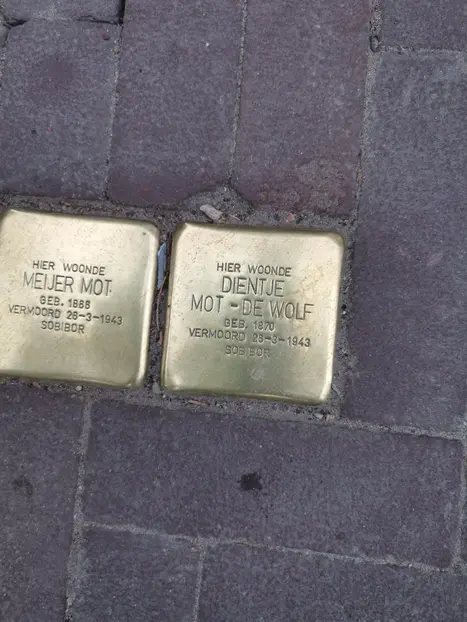 HIER WOONDE
MEIJER MOT
GEB. 1868
VERMOORD 26-3-1943
SOBIBOR
HIER WOONDE
DIENTJE
MOT - DE WOLF
GEB. 1870
VERMOORD 26-3-1943
SOBIBOR